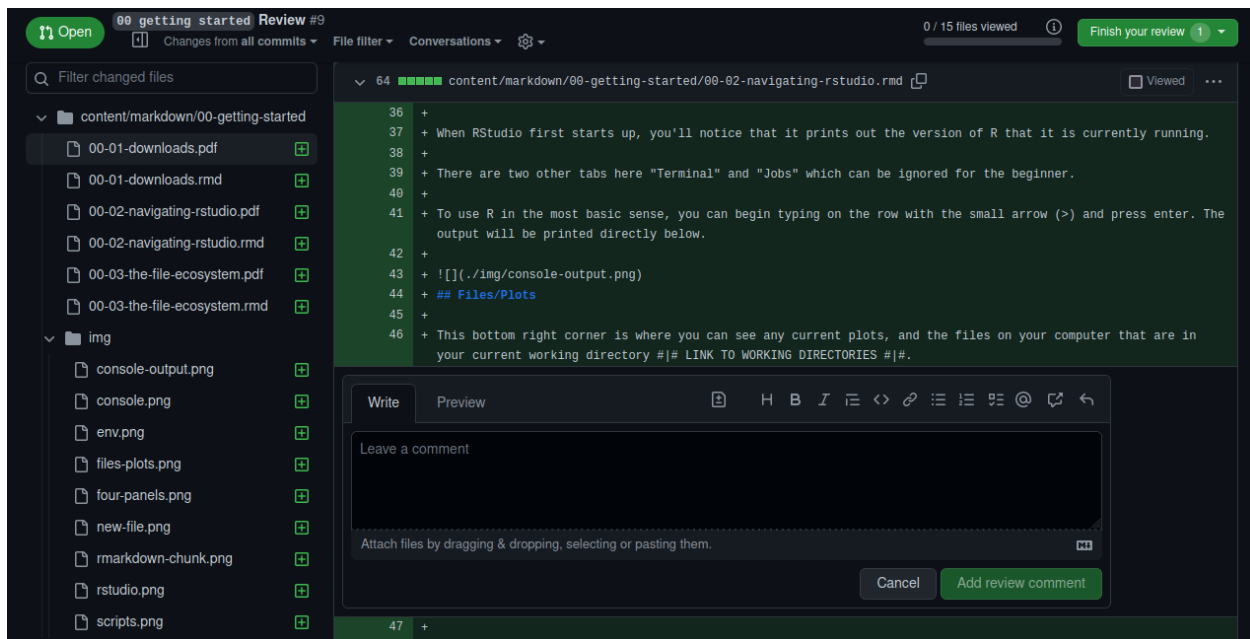 Open
00 getting started Review #9
Changes from all commits
File filter
Conversations
0 / 15 files viewed
Finish your review 1
Filter changed files
content/markdown/00-getting-started
00-01-downloads.pdf
00-01-downloads.rmd
00-02-navigating-rstudio.pdf
00-02-navigating-rstudio.rmd
00-03-the-file-ecosystem.pdf
00-03-the-file-ecosystem.rmd
img
console-output.png
console.png
env.png
files-plots.png
four-panels.png
new-file.png
rmarkdown-chunk.png
rstudio.png
scripts.png
64 content/markdown/00-getting-started/00-02-navigating-rstudio.rmd
Viewed
36 +
37 + When RStudio first starts up, you'll notice that it prints out the version of R that it is currently running.
38 +
39 + There are two other tabs here "Terminal" and "Jobs" which can be ignored for the beginner.
40 +
41 + To use R in the most basic sense, you can begin typing on the row with the small arrow (>) and press enter. The
output will be printed directly below.
42 +
43 + ![](./img/console-output.png)
44 + ## Files/Plots
45 +
46 + This bottom right corner is where you can see any current plots, and the files on your computer that are in
your current working directory #|# LINK TO WORKING DIRECTORIES #|#.
Write
Preview
Leave a comment
Attach files by dragging & dropping, selecting or pasting them.
Cancel
Add review comment
47 +